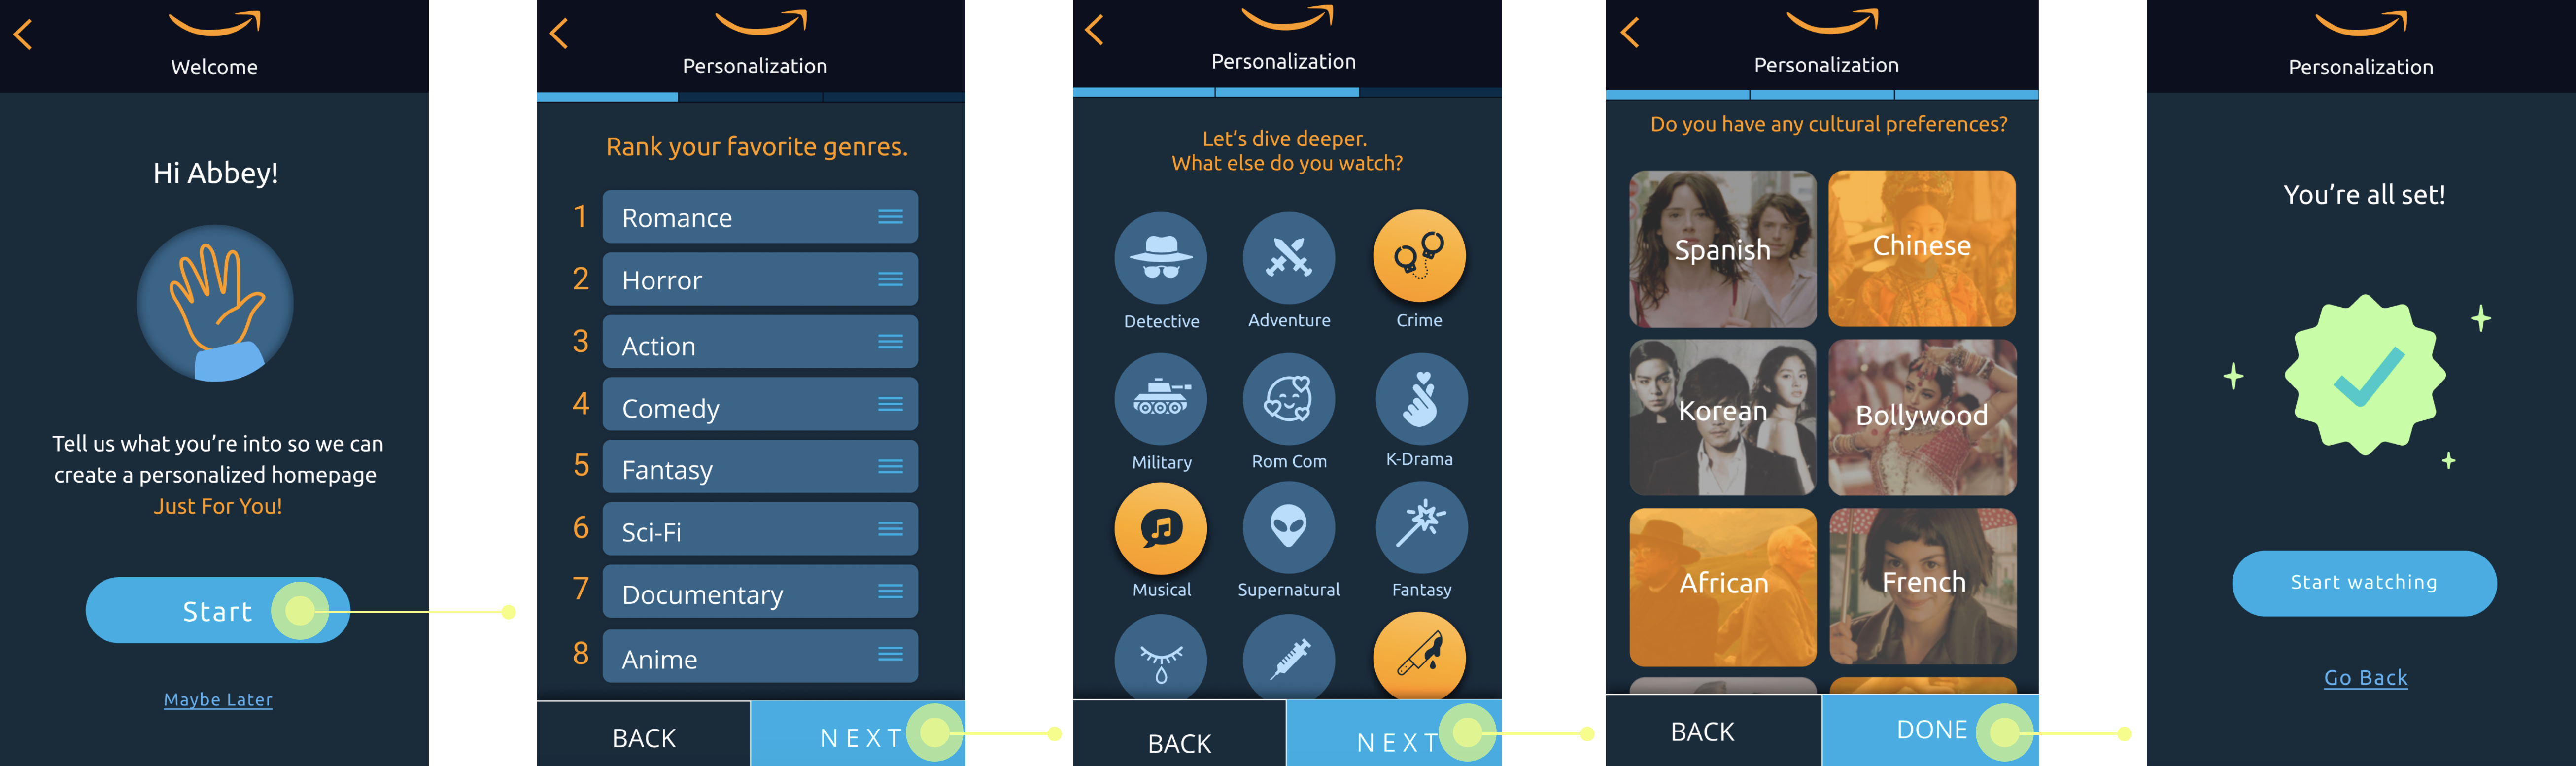 Welcome
Hi Abbey!
Tell us what you're into so we can
create a personalized homepage
Just For You!
Start
Maybe Later
Personalization
Rank your favorite genres.
1 Romance
2 Horror
3 Action
4 Comedy
5 Fantasy
6 Sci-Fi
7 Documentary
8 Anime
BACK NEXT
Personalization
Let's dive deeper.
What else do you watch?
Detective Adventure Crime
Military Rom Com K-Drama
Musical Supernatural Fantasy
BACK NEXT
Personalization
Do you have any cultural preferences?
Spanish Chinese
Korean Bollywood
African French
BACK DONE
Personalization
You're all set!
Start watching
Go Back